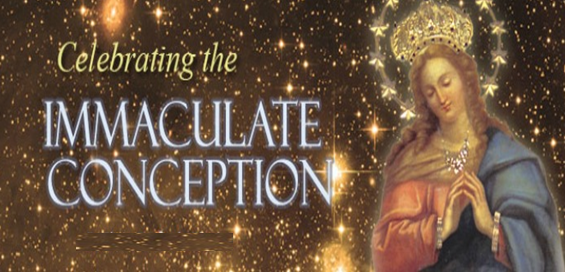 Celebrating the
IMMACULATE
CONCEPTION